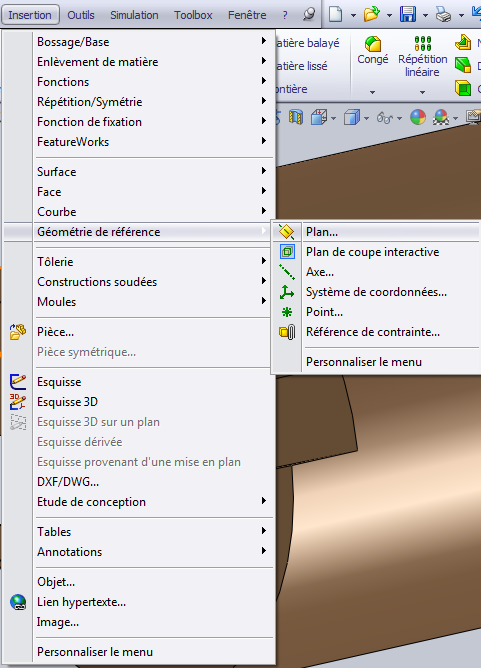 Insertion Outils Simulation Toolbox Fenêtre ?
Bossage/Base
Enlèvement de matière
Fonctions
Répétition/Symétrie
Fonction de fixation
FeatureWorks
Surface
Face
Courbe
Géométrie de référence
Tôlerie
Constructions soudées
Moules
Pièce...
Pièce symétrique...
Esquisse
Esquisse 3D
Esquisse 3D sur un plan
Esquisse dérivée
Esquisse provenant d'une mise en plan
DXF/DWG...
Etude de conception
Tables
Annotations
Objet...
Lien hypertexte...
Image...
Personnaliser le menu
atière balayé
atière lissé
ontière
Congé
Répétition
linéaire
N
D
C
Plan...
Plan de coupe interactive
Axe...
Système de coordonnées...
Point...
Référence de contrainte...
Personnaliser le menu